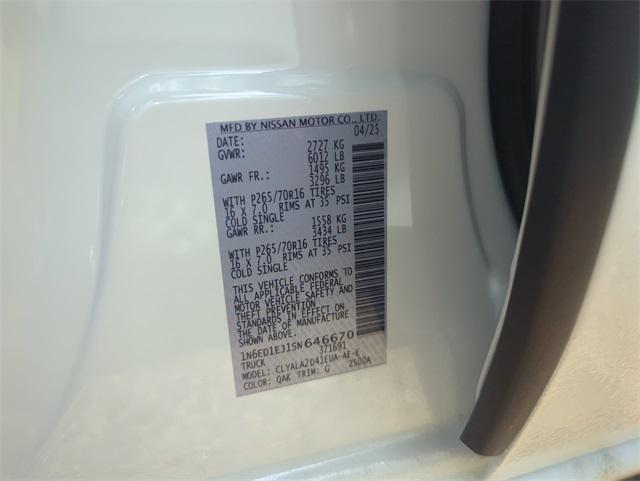 MFD BY NISSAN MOTOR CO., LTD.
DATE: 04/25
GVWR: 2727 KG
6012 LB
GAWR FR.: 1495 KG
3296 LB
WITH P265/70R16 TIRES
16 X 7.0 RIMS AT 35 PSI
COLD SINGLE
GAWR RR.: 1558 KG
3434 LB
WITH P265/70R16 TIRES
16 X 7.0 RIMS AT 35 PSI
COLD SINGLE
THIS VEHICLE CONFORMS TO
ALL APPLICABLE FEDERAL
MOTOR VEHICLE SAFETY AND
THEFT PREVENTION
STANDARDS IN EFFECT ON
THE DATE OF MANUFACTURE
1N6ED1EJ1SN646670
TRUCK 371691
MODEL: CLYALA2D41EUA-AE-E
COLOR: QAK TRIM: G 2500A